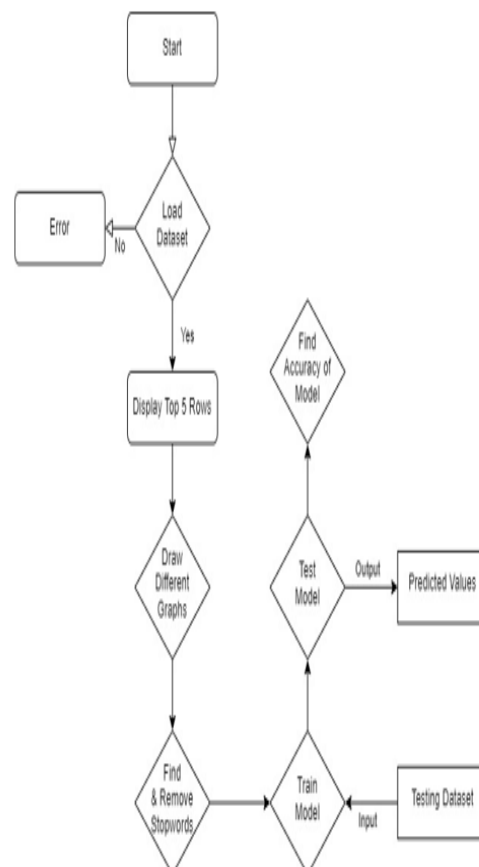 Start
Load
Dataset
Error
No
Yes
Display Top 5 Rows
Draw
Different
Graphs
Find
& Remove
Stopwords
Train
Model
Input
Testing Dataset
Test
Model
Output
Predicted Values
Find
Accuracy of
Model